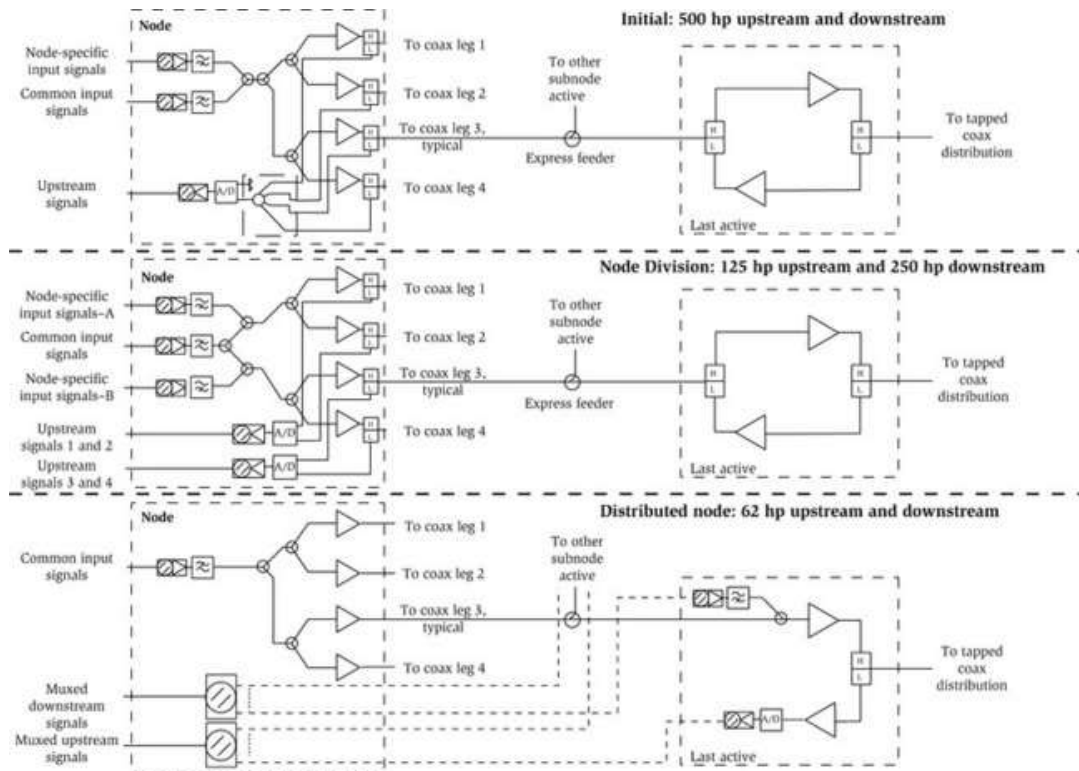 Node
Initial: 500 hp upstream and downstream
Node-specific
input signals
Common input
signals
Upstream
signals
A/D
H
L
H
L
H
L
H
L
To coax leg 1
To coax leg 2
To coax leg 3,
typical
To coax leg 4
To other
subnode
active
Express feeder
H
L
H
L
Last active
To tapped
coax
distribution
Node
Node Division: 125 hp upstream and 250 hp downstream
Node-specific
input signals–A
Common input
signals
Node-specific
input signals–B
Upstream
signals 1 and 2
Upstream
signals 3 and 4
A/D
A/D
H
L
H
L
H
L
H
L
To coax leg 1
To coax leg 2
To coax leg 3,
typical
To coax leg 4
To other
subnode
active
Express feeder
H
L
H
L
Last active
To tapped
coax
distribution
Node
Distributed node: 62 hp upstream and downstream
Common input
signals
Muxed
downstream
signals
Muxed upstream
signals
To coax leg 1
To coax leg 2
To coax leg 3,
typical
To coax leg 4
To other
subnode
active
H
L
A/D
Last active
To tapped
coax
distribution